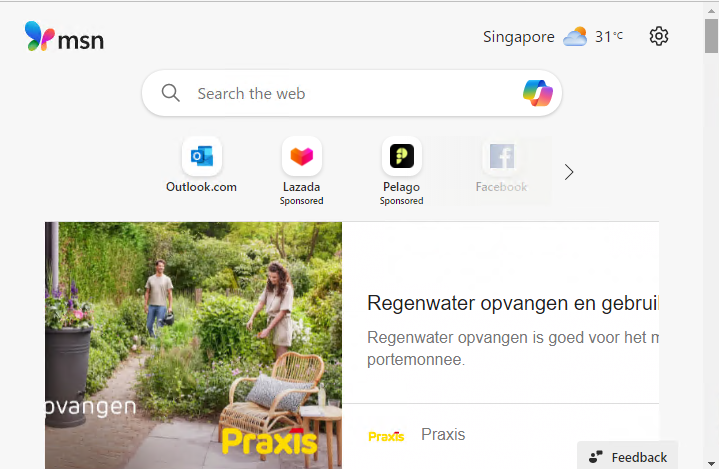 msn
Singapore 31°C
Search the web
Outlook.com
Lazada
Sponsored
Pelago
Sponsored
Facebook
Regenwater opvangen en gebrui
Regenwater opvangen is goed voor het m
portemonnee.
opvangen
Praxis
Praxis
Praxis
Feedback